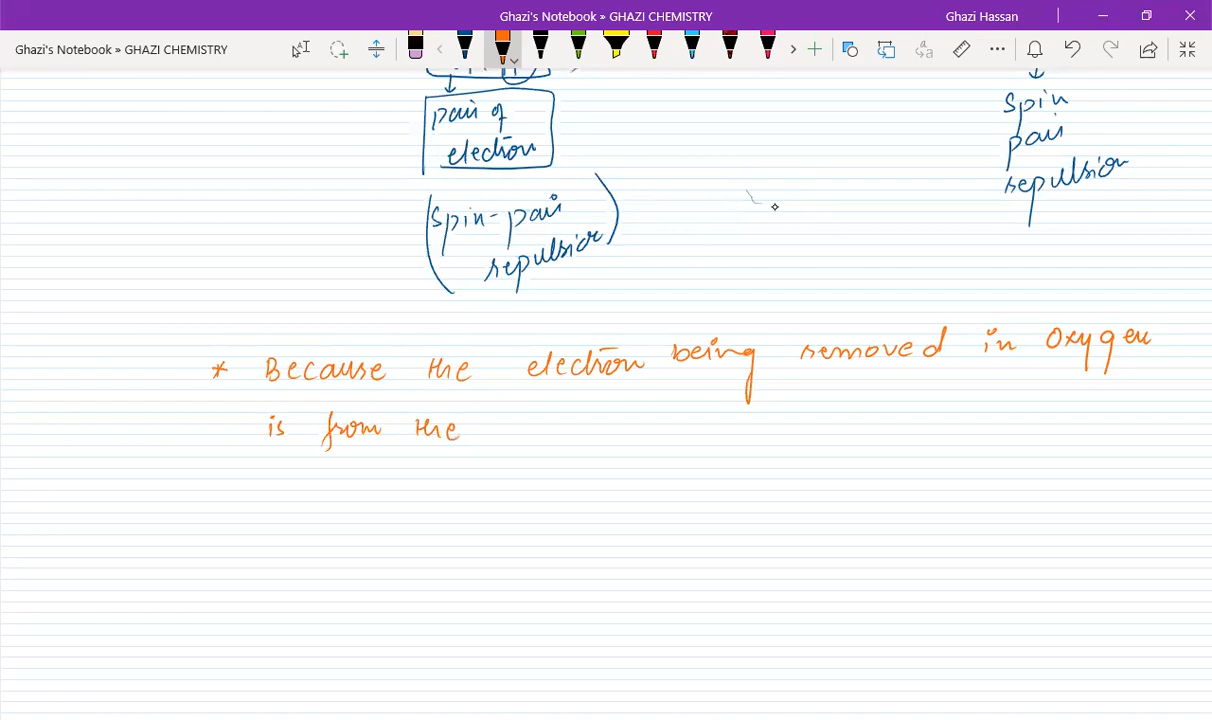 Ghazi's Notebook » GHAZI CHEMISTRY
Ghazi Hassan
Ghazi's Notebook » GHAZI CHEMISTRY
pair of
electron
(spin-pair
repulsion)
spin
pair
repulsion
* Because the electron being removed in Oxygen
is from the